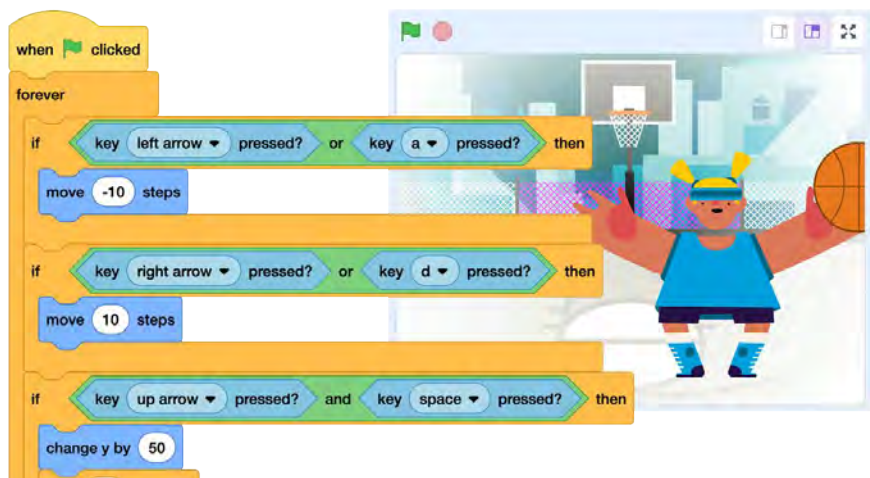 when clicked
forever
if key left arrow pressed? or key a pressed? then
move -10 steps
if key right arrow pressed? or key d pressed? then
move 10 steps
if key up arrow pressed? and key space pressed? then
change y by 50